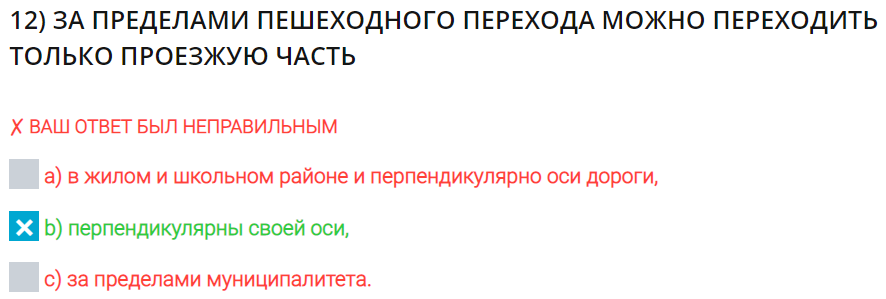 12) ЗА ПРЕДЕЛАМИ ПЕШЕХОДНОГО ПЕРЕХОДА МОЖНО ПЕРЕХОДИТЬ
ТОЛЬКО ПРОЕЗЖУЮ ЧАСТЬ
✗ ВАШ ОТВЕТ БЫЛ НЕПРАВИЛЬНЫМ
a) в жилом и школьном районе и перпендикулярно оси дороги,
b) перпендикулярны своей оси,
c) за пределами муниципалитета.